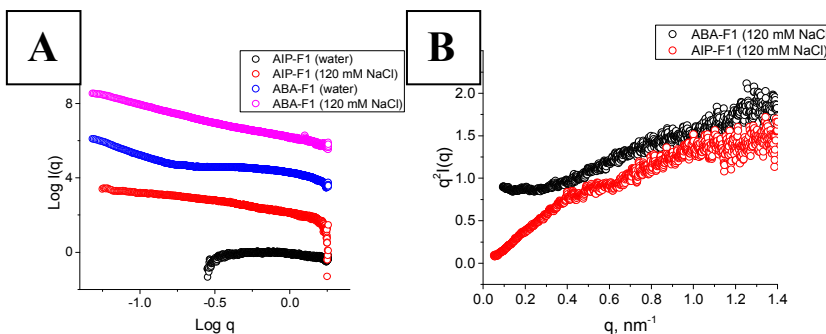 A
AIP-F1 (water)
AIP-F1 (120 mM NaCl)
ABA-F1 (water)
ABA-F1 (120 mM NaCl)
Log I(q)
8
4
0
-1.0
-0.5
0.0
Log q
B
ABA-F1 (120 mM NaCl
AIP-F1 (120 mM NaCl)
q²I(q)
2.0
1.5
1.0
0.5
0.0
0.0
0.2
0.4
0.6
0.8
1.0
1.2
1.4
q, nm⁻¹